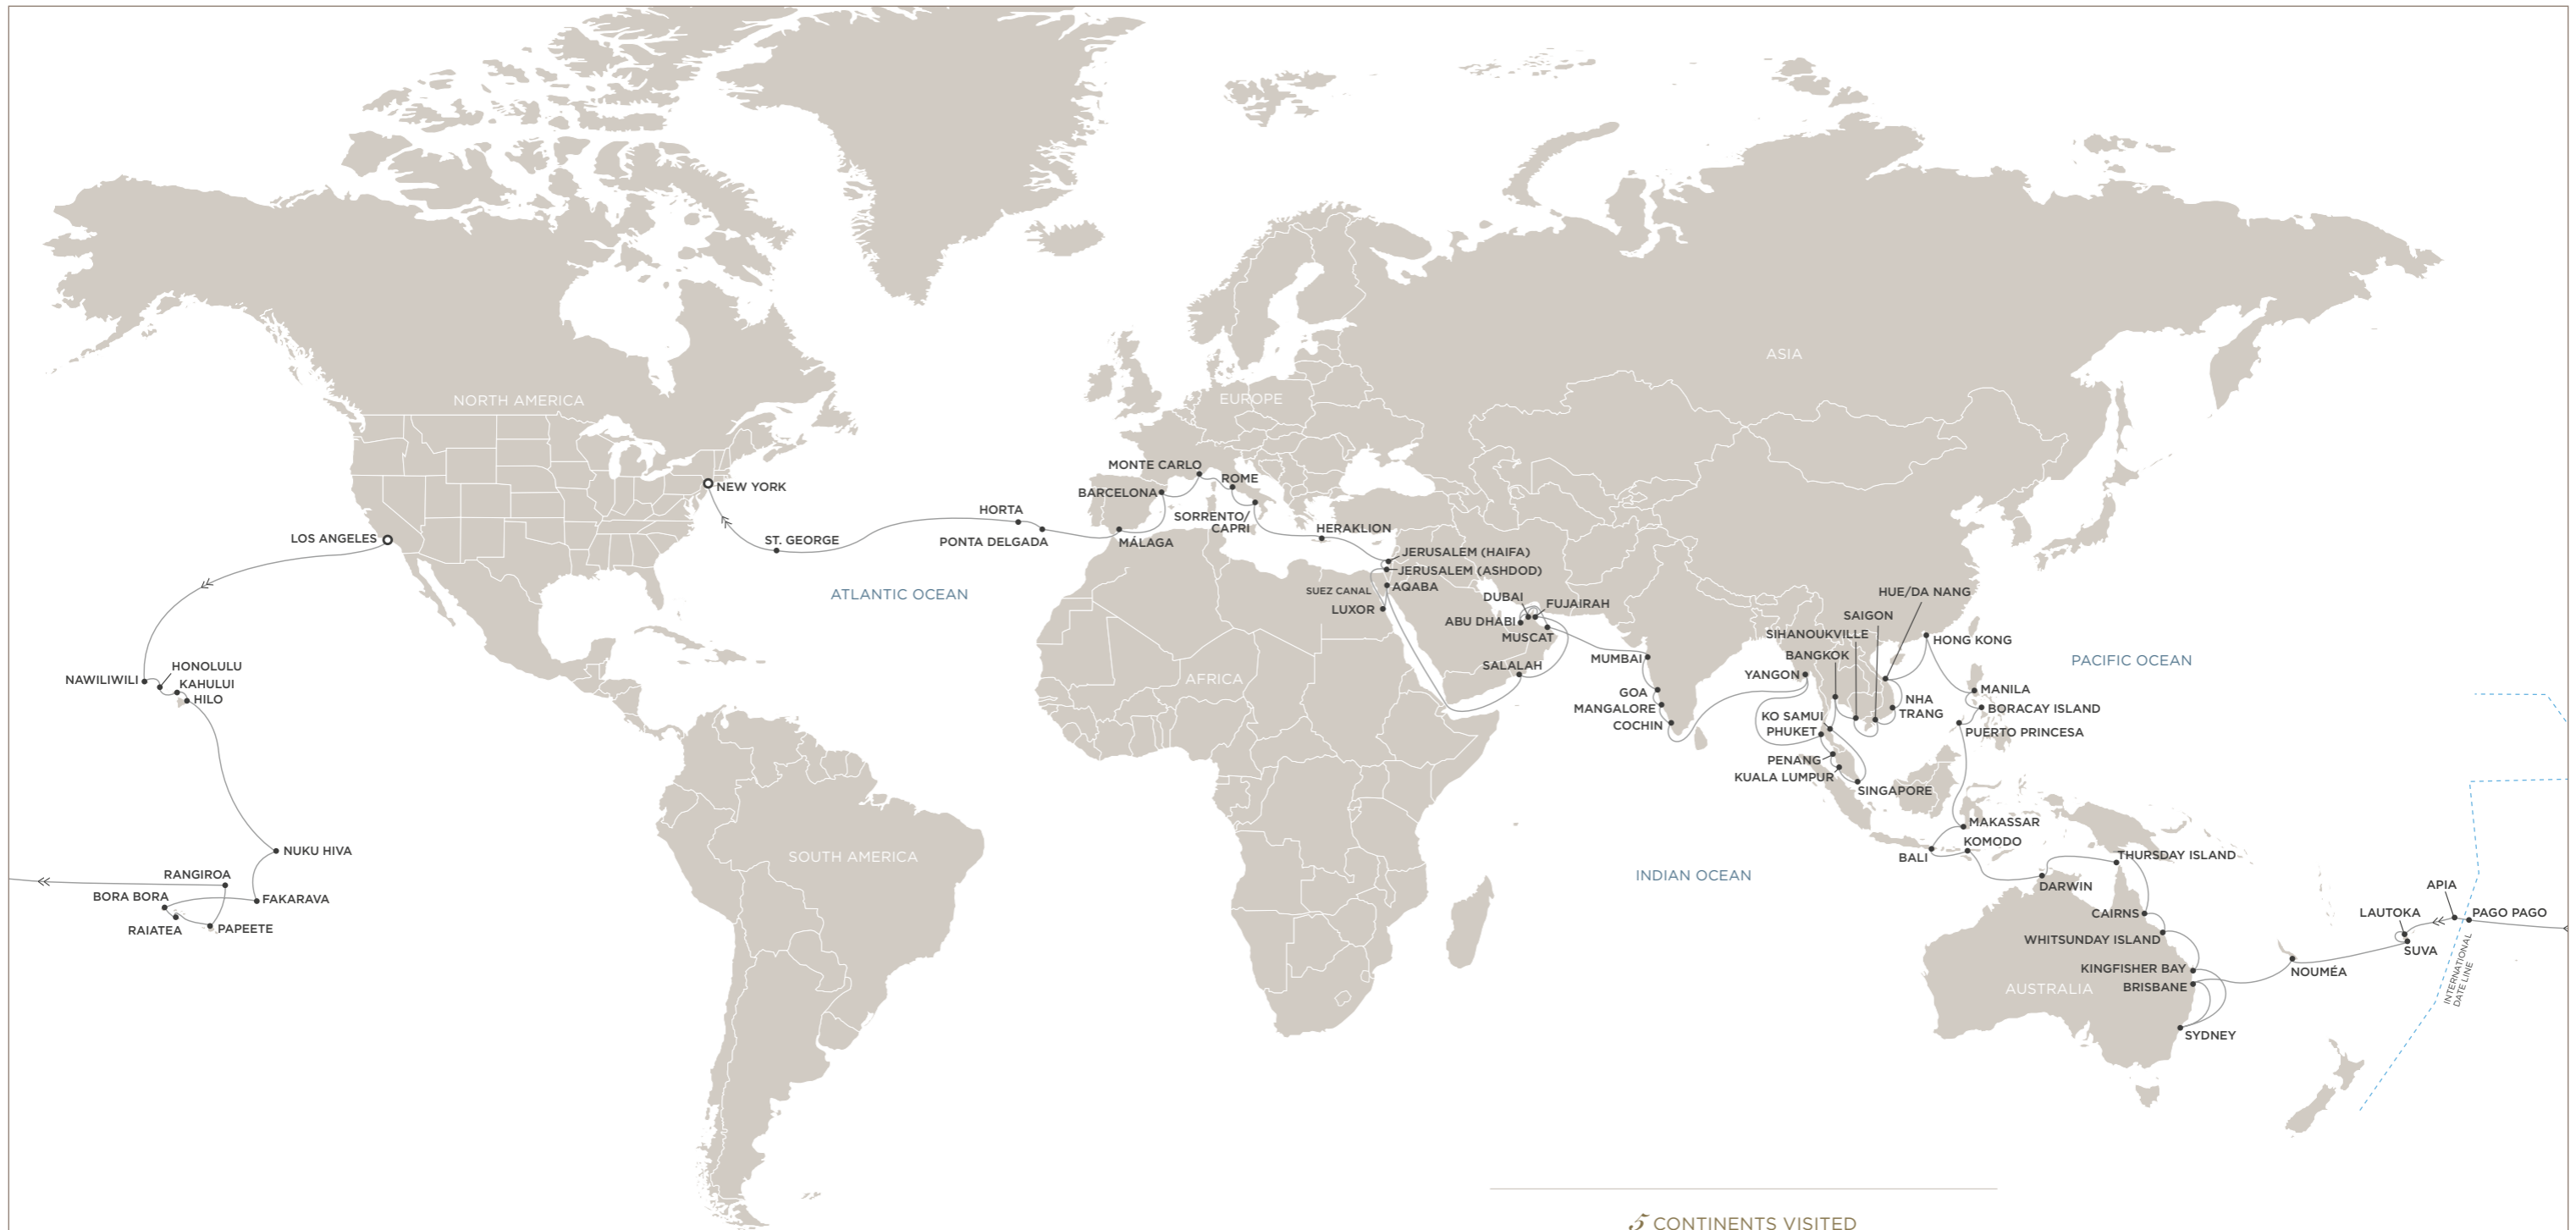 ASIA
NORTH AMERICA
EUROPE
MONTE CARLO
ROME
BARCELONA
NEW YORK
HORTA
SORRENTO/
CAPRI
HERAKLION
LOS ANGELES
ST. GEORGE
PONTA DELGADA
MÁLAGA
JERUSALEM (HAIFA)
JERUSALEM (ASHDOD)
AQABA
SUEZ CANAL
LUXOR
ATLANTIC OCEAN
DUBAI
FUJAIRAH
ABU DHABI
MUSCAT
HUE/DA NANG
SAIGON
SIHANOUKVILLE
BANGKOK
HONG KONG
MUMBAI
SALALAH
PACIFIC OCEAN
HONOLULU
NAWILIWILI
KAHULUI
HILO
AFRICA
YANGON
GOA
MANGALORE
COCHIN
NHA
TRANG
MANILA
BORACAY ISLAND
KO SAMUI
PHUKET
PUERTO PRINCESA
PENANG
KUALA LUMPUR
SINGAPORE
MAKASSAR
KOMODO
BALI
NUKU HIVA
SOUTH AMERICA
THURSDAY ISLAND
RANGIROA
INDIAN OCEAN
DARWIN
BORA BORA
FAKARAVA
APIA
RAIATEA
PAPEETE
CAIRNS
LAUTOKA
PAGO PAGO
WHITSUNDAY ISLAND
SUVA
KINGFISHER BAY
NOUMÉA
BRISBANE
AUSTRALIA
INTERNATIONAL
DATE LINE
SYDNEY
5 CONTINENTS VISITED